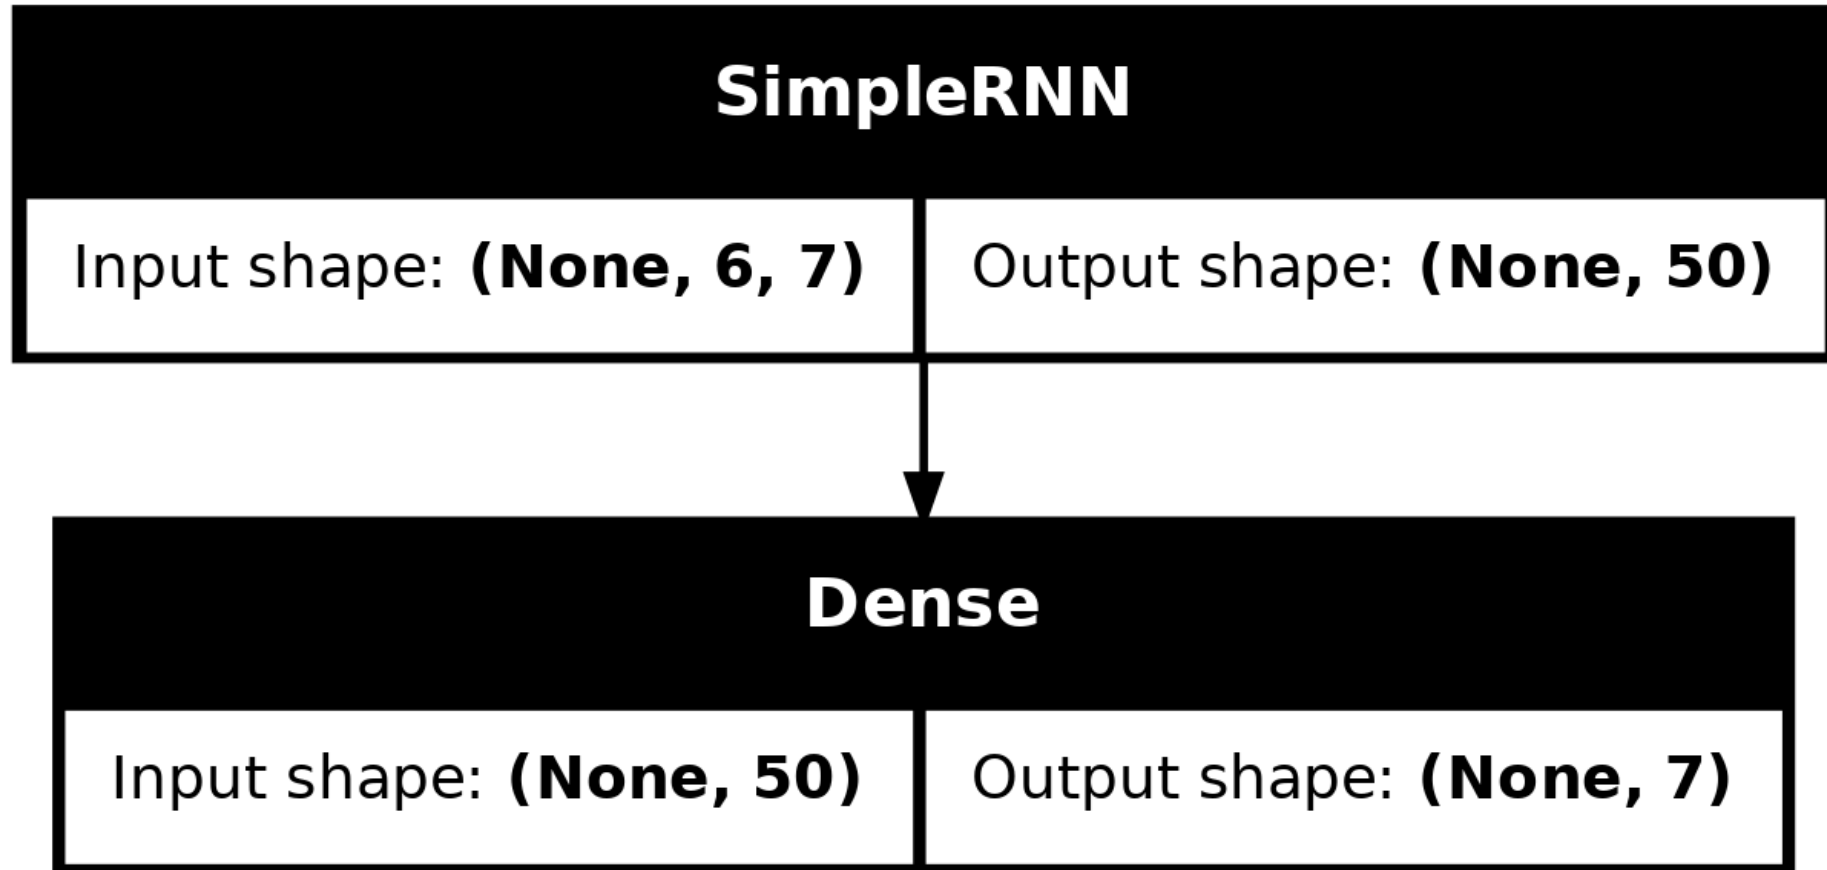 SimpleRNN
Input shape: (None, 6, 7) Output shape: (None, 50)
Dense
Input shape: (None, 50) Output shape: (None, 7)